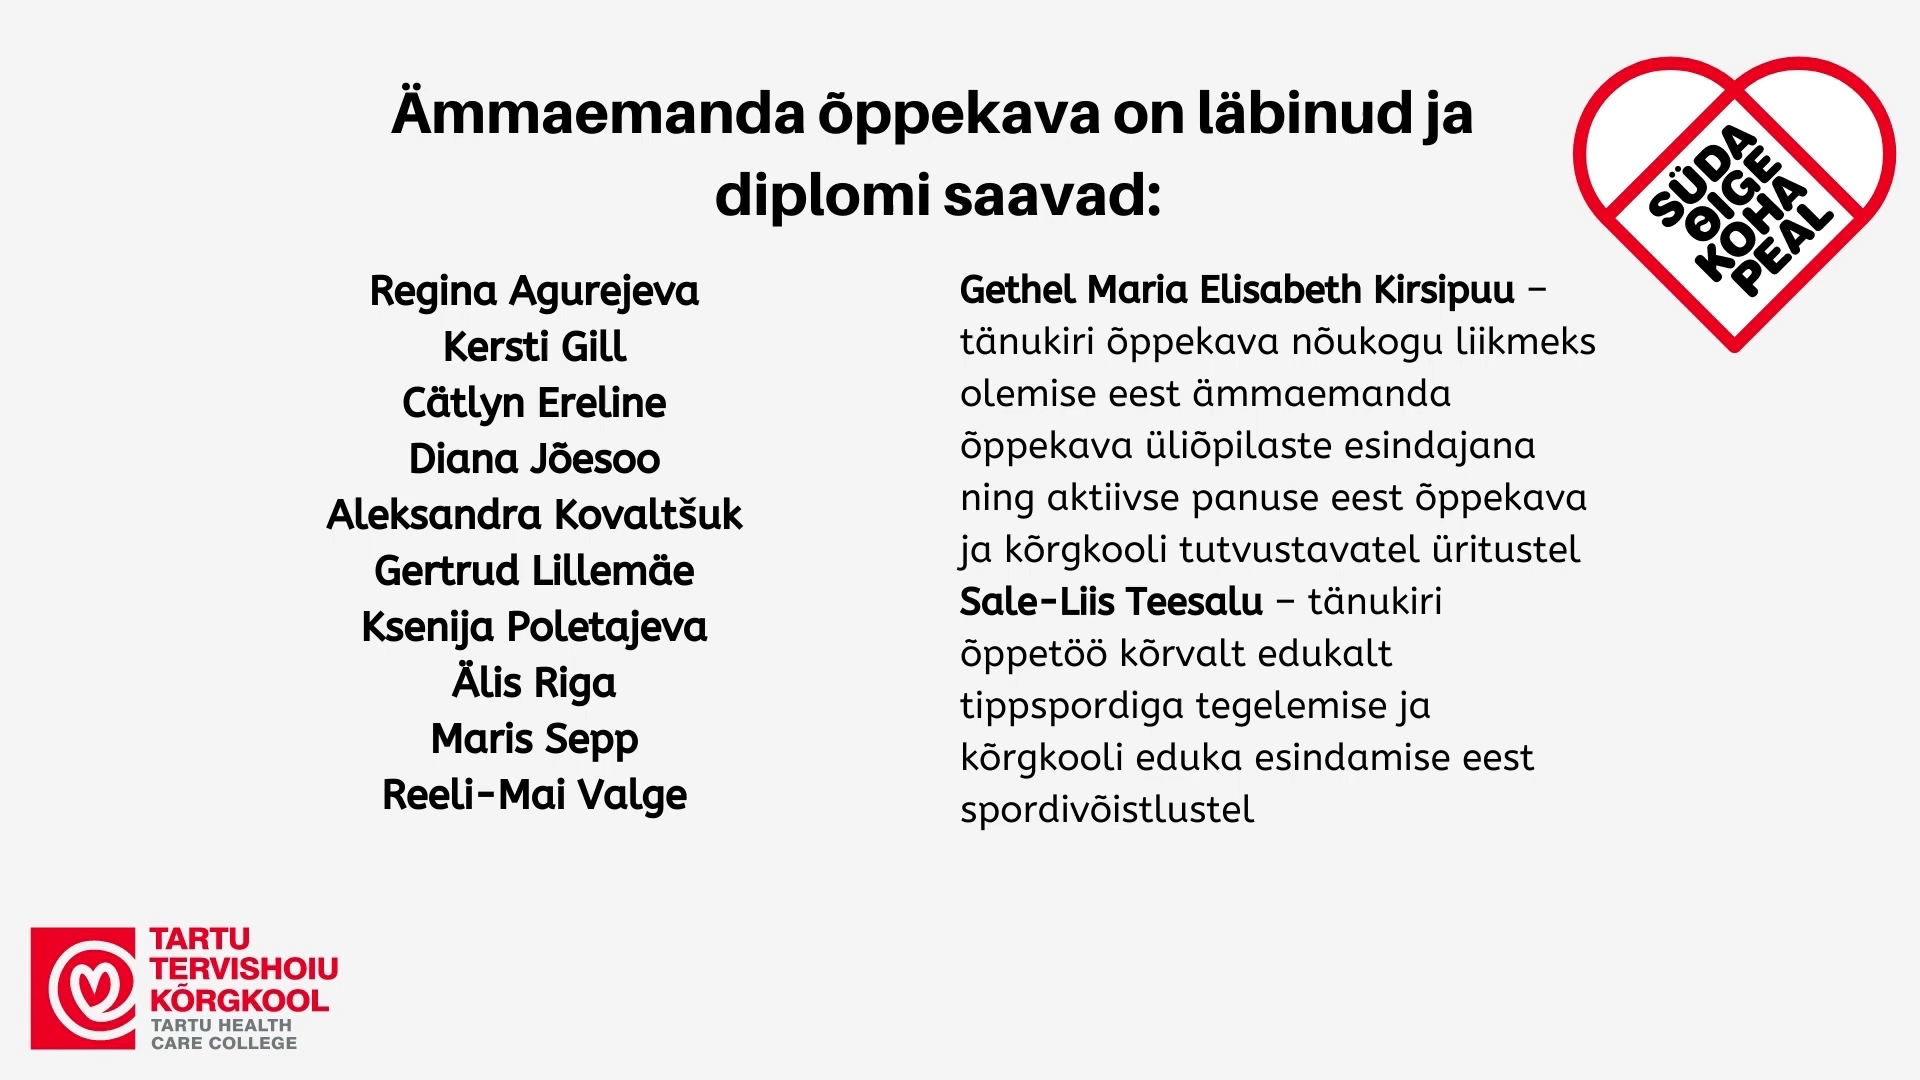 Ämmaemanda õppekava on läbinud ja
diplomi saavad:
SÜDA
ÕIGE
KOHA
PEAL
Regina Agurejeva
Kersti Gill
Cätlyn Ereline
Diana Jõesoo
Aleksandra Kovaltšuk
Gertrud Lillemäe
Ksenija Poletajeva
Älis Riga
Maris Sepp
Reeli-Mai Valge
Gethel Maria Elisabeth Kirsipuu –
tänukiri õppekava nõukogu liikmeks
olemise eest ämmaemanda
õppekava üliõpilaste esindajana
ning aktiivse panuse eest õppekava
ja kõrgkooli tutvustavatel üritustel
Sale-Liis Teesalu – tänukiri
õppetöö kõrvalt edukalt
tippspordiga tegelemise ja
kõrgkooli eduka esindamise eest
spordivõistlustel
TARTU
TERVISHOIU
KÕRGKOOL
TARTU HEALTH
CARE COLLEGE